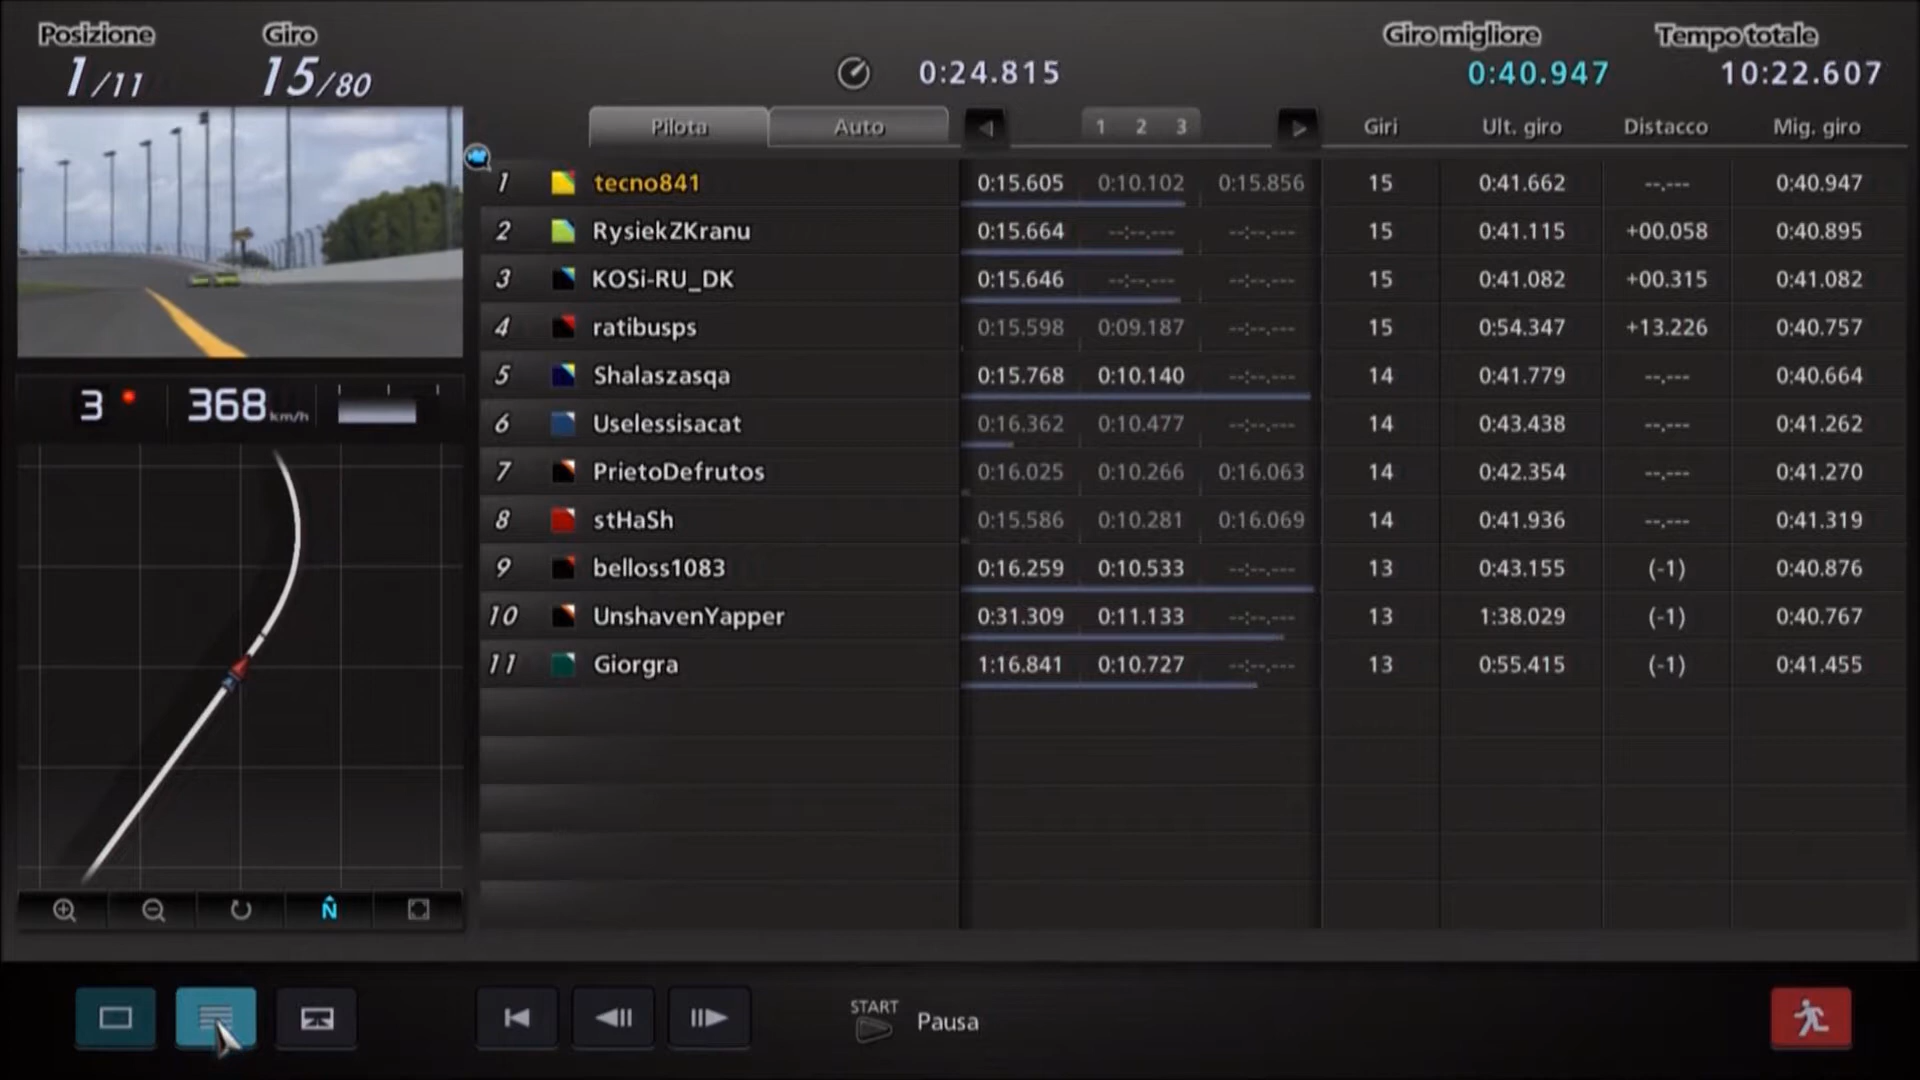 Posizione Giro Giro migliore Tempo totale
1/11 15/80 0:24.815 0:40.947 10:22.607
Pilota Auto 1 2 3 Giri Ult. giro Distacco Mig. giro
1 tecno841 0:15.605 0:10.102 0:15.856 15 0:41.662 --.--- 0:40.947
2 RysiekZKranu 0:15.664 --:--.--- --:--.--- 15 0:41.115 +00.058 0:40.895
3 KOSi-RU_DK 0:15.646 --:--.--- --:--.--- 15 0:41.082 +00.315 0:41.082
4 ratibusps 0:15.598 0:09.187 --:--.--- 15 0:54.347 +13.226 0:40.757
5 Shalaszasqa 0:15.768 0:10.140 --:--.--- 14 0:41.779 --.--- 0:40.664
6 Uselessisacat 0:16.362 0:10.477 --:--.--- 14 0:43.438 --.--- 0:41.262
7 PrietoDefrutos 0:16.025 0:10.266 0:16.063 14 0:42.354 --.--- 0:41.270
8 stHaSh 0:15.586 0:10.281 0:16.069 14 0:41.936 --.--- 0:41.319
9 belloss1083 0:16.259 0:10.533 --:--.--- 13 0:43.155 (-1) 0:40.876
10 UnshavenYapper 0:31.309 0:11.133 --:--.--- 13 1:38.029 (-1) 0:40.767
11 Giorgra 1:16.841 0:10.727 --:--.--- 13 0:55.415 (-1) 0:41.455
3 368 km/h
N
START Pausa